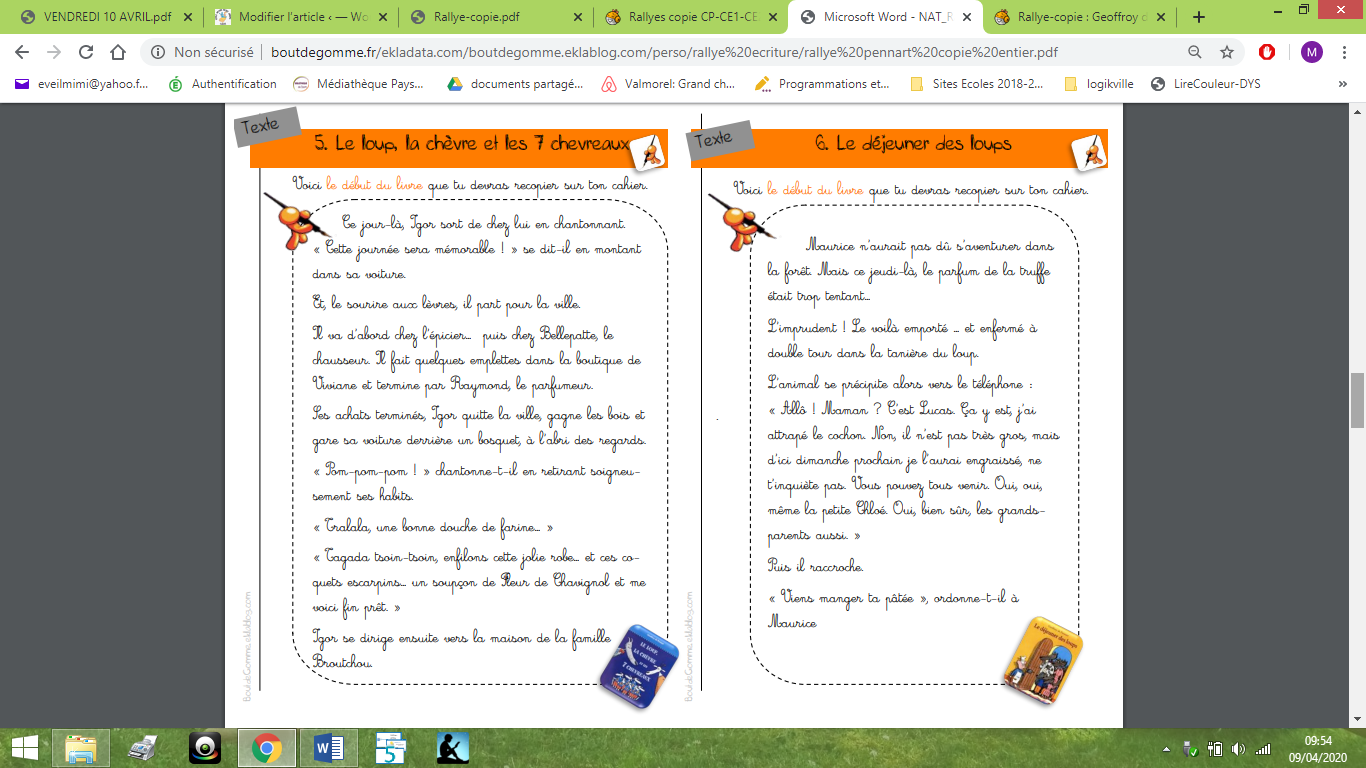 VENDREDI 10 AVRIL.pdf
Modifier l'article ‹ — Wo
Rallye-copie.pdf
Rallyes copie CP-CE1-CE
Microsoft Word - NAT_R
Rallye-copie : Geoffroy d
Non sécurisé
boutdegomme.fr/ekladata.com/boutdegomme.eklablog.com/perso/rallye%20ecriture/rallye%20pennart%20copie%20entier.pdf
M
eveilmimi@yahoo.f...
Authentification
Médiathèque Pays...
documents partagé...
Valmorel: Grand ch...
Programmations et...
Sites Ecoles 2018-2...
logikville
LireCouleur-DYS
»
Texte
5. Le loup, la chèvre et les 7 chevreaux
Voici le début du livre que tu devras recopier sur ton cahier.
Ce jour-là, Igor sort de chez lui en chantonnant.
« Cette journée sera mémorable ! » se dit-il en montant
dans sa voiture.
Et, le sourire aux lèvres, il part pour la ville.
Il va d'abord chez l'épicier... puis chez Bellepatte, le
chausseur. Il fait quelques emplettes dans la boutique de
Viviane et termine par Raymond, le parfumeur.
Ses achats terminés, Igor quitte la ville, gagne les bois et
gare sa voiture derrière un bosquet, à l'abri des regards.
« Pom-pom-pom ! » chantonne-t-il en retirant soigneu-
sement ses habits.
« Tralala, une bonne douche de farine... »
« Tagada tsoin-tsoin, enfilons cette jolie robe... et ces co-
quets escarpins... un soupçon de Fleur de Chavignol et me
voici fin prêt. »
Igor se dirige ensuite vers la maison de la famille
Broutchou.
BoutdeGomme.eklablog.com
LE LOUP,
LA CHÈVRE
7 CHEVREAUX
Texte
6. Le déjeuner des loups
Voici le début du livre que tu devras recopier sur ton cahier.
Maurice n'aurait pas dû s'aventurer dans
la forêt. Mais ce jeudi-là, le parfum de la truffe
était trop tentant...
L'imprudent ! Le voilà emporté ... et enfermé à
double tour dans la tanière du loup.
L'animal se précipite alors vers le téléphone :
« Allô ! Maman ? C'est Lucas. Ça y est, j'ai
attrapé le cochon. Non, il n'est pas très gros, mais
d'ici dimanche prochain je l'aurai engraissé, ne
t'inquiète pas. Vous pouvez tous venir. Oui, oui,
même la petite Chloé. Oui, bien sûr, les grands-
parents aussi. »
Puis il raccroche.
« Viens manger ta pâtée », ordonne-t-il à
Maurice
BoutdeGomme.eklablog.com
Le déjeuner des loups
09:54
09/04/2020